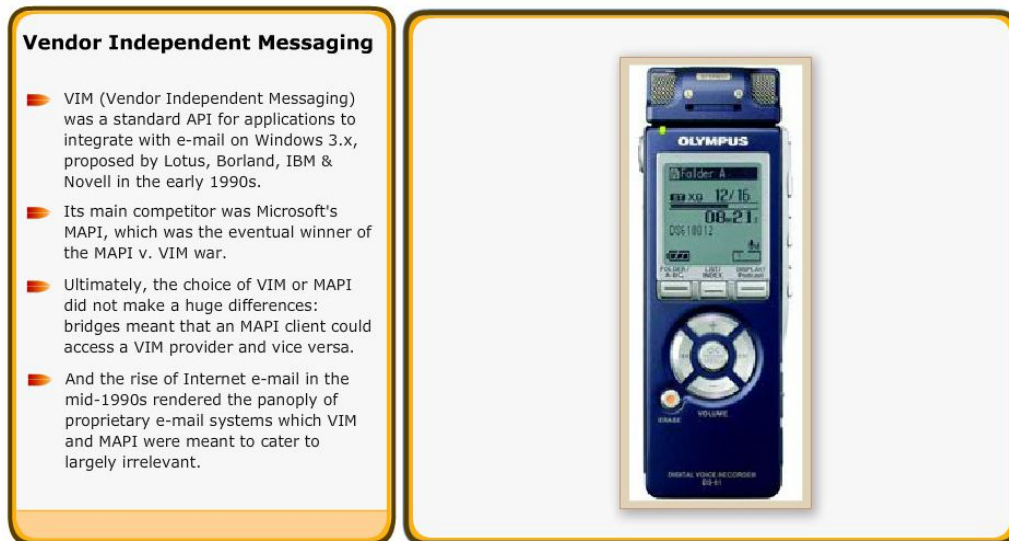 Vendor Independent Messaging
VIM (Vendor Independent Messaging)
was a standard API for applications to
integrate with e-mail on Windows 3.x,
proposed by Lotus, Borland, IBM &
Novell in the early 1990s.
Its main competitor was Microsoft's
MAPI, which was the eventual winner of
the MAPI v. VIM war.
Ultimately, the choice of VIM or MAPI
did not make a huge differences:
bridges meant that an MAPI client could
access a VIM provider and vice versa.
And the rise of Internet e-mail in the
mid-1990s rendered the panoply of
proprietary e-mail systems which VIM
and MAPI were meant to cater to
largely irrelevant.
L R
OLYMPUS
Folder A
XQ 12/16
08 21
DS610012
FOLDER/ LIST/ DISPLAY/
INDEX Podcast
ERASE
VOLUME
DIGITAL VOICE RECORDER